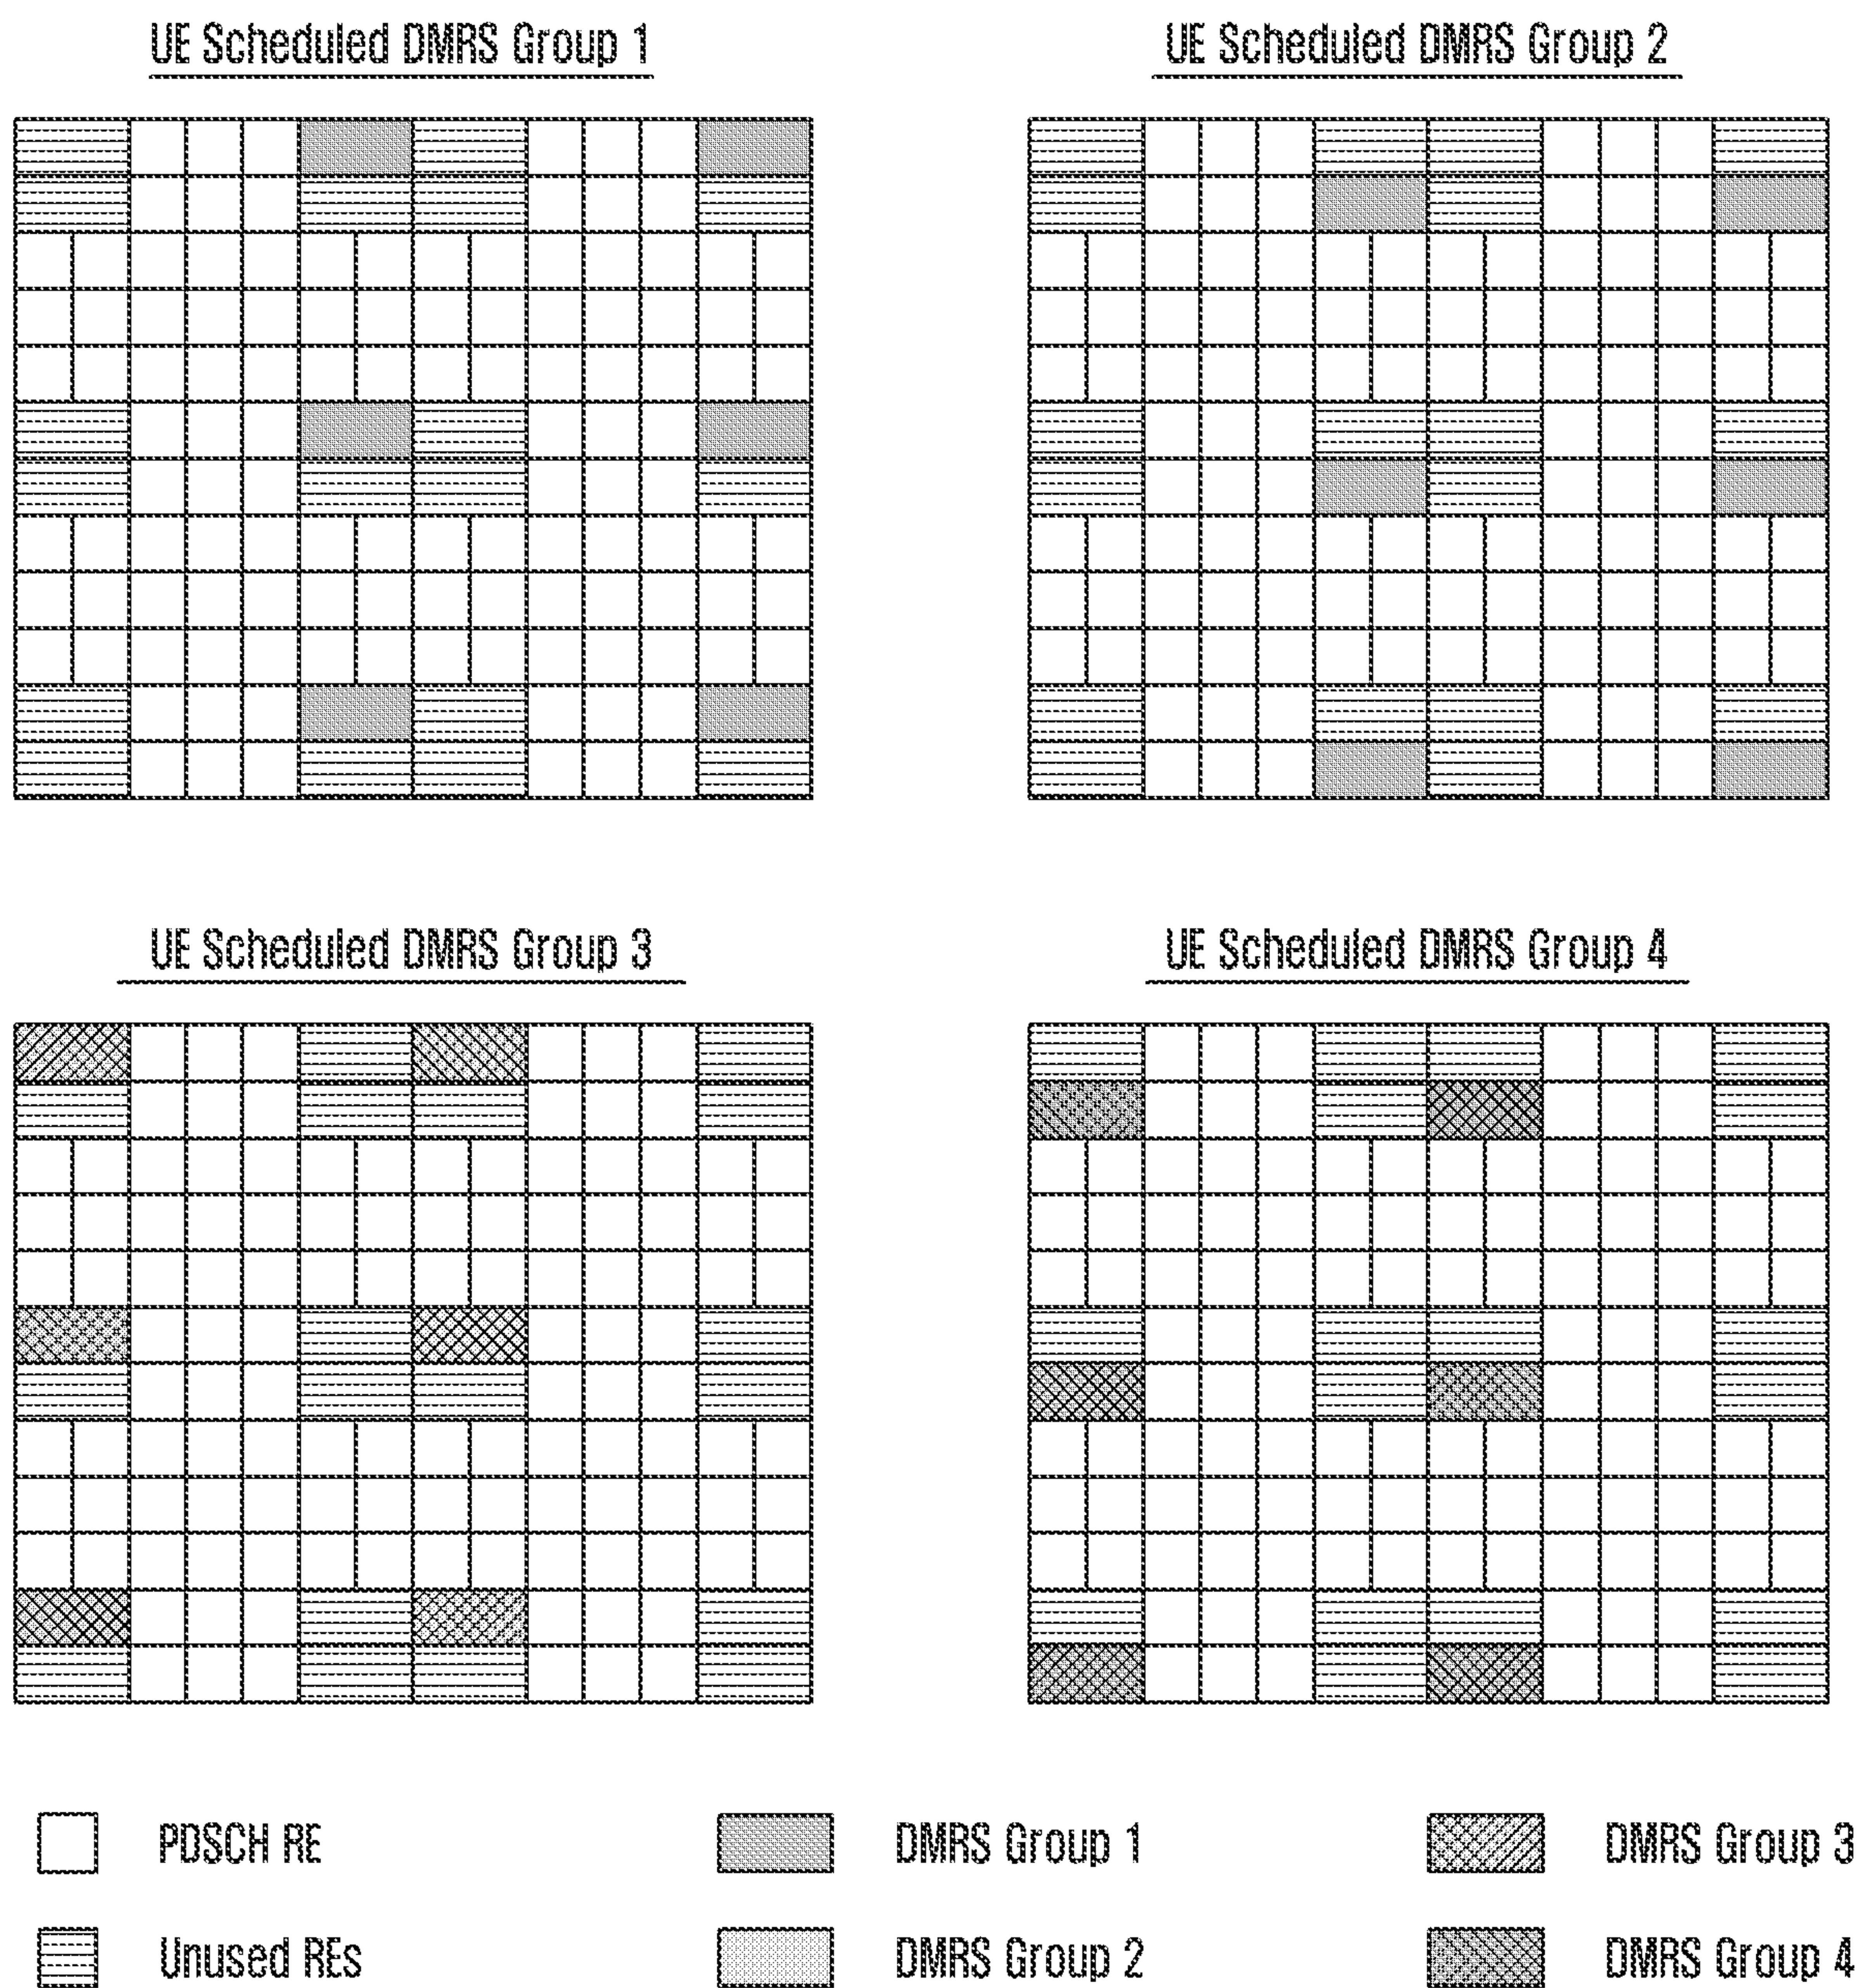 UE Scheduled DMRS Group 1
UE Scheduled DMRS Group 2
UE Scheduled DMRS Group 3
UE Scheduled DMRS Group 4
PDSCH RE
DMRS Group 1
DMRS Group 3
Unused REs
DMRS Group 2
DMRS Group 4